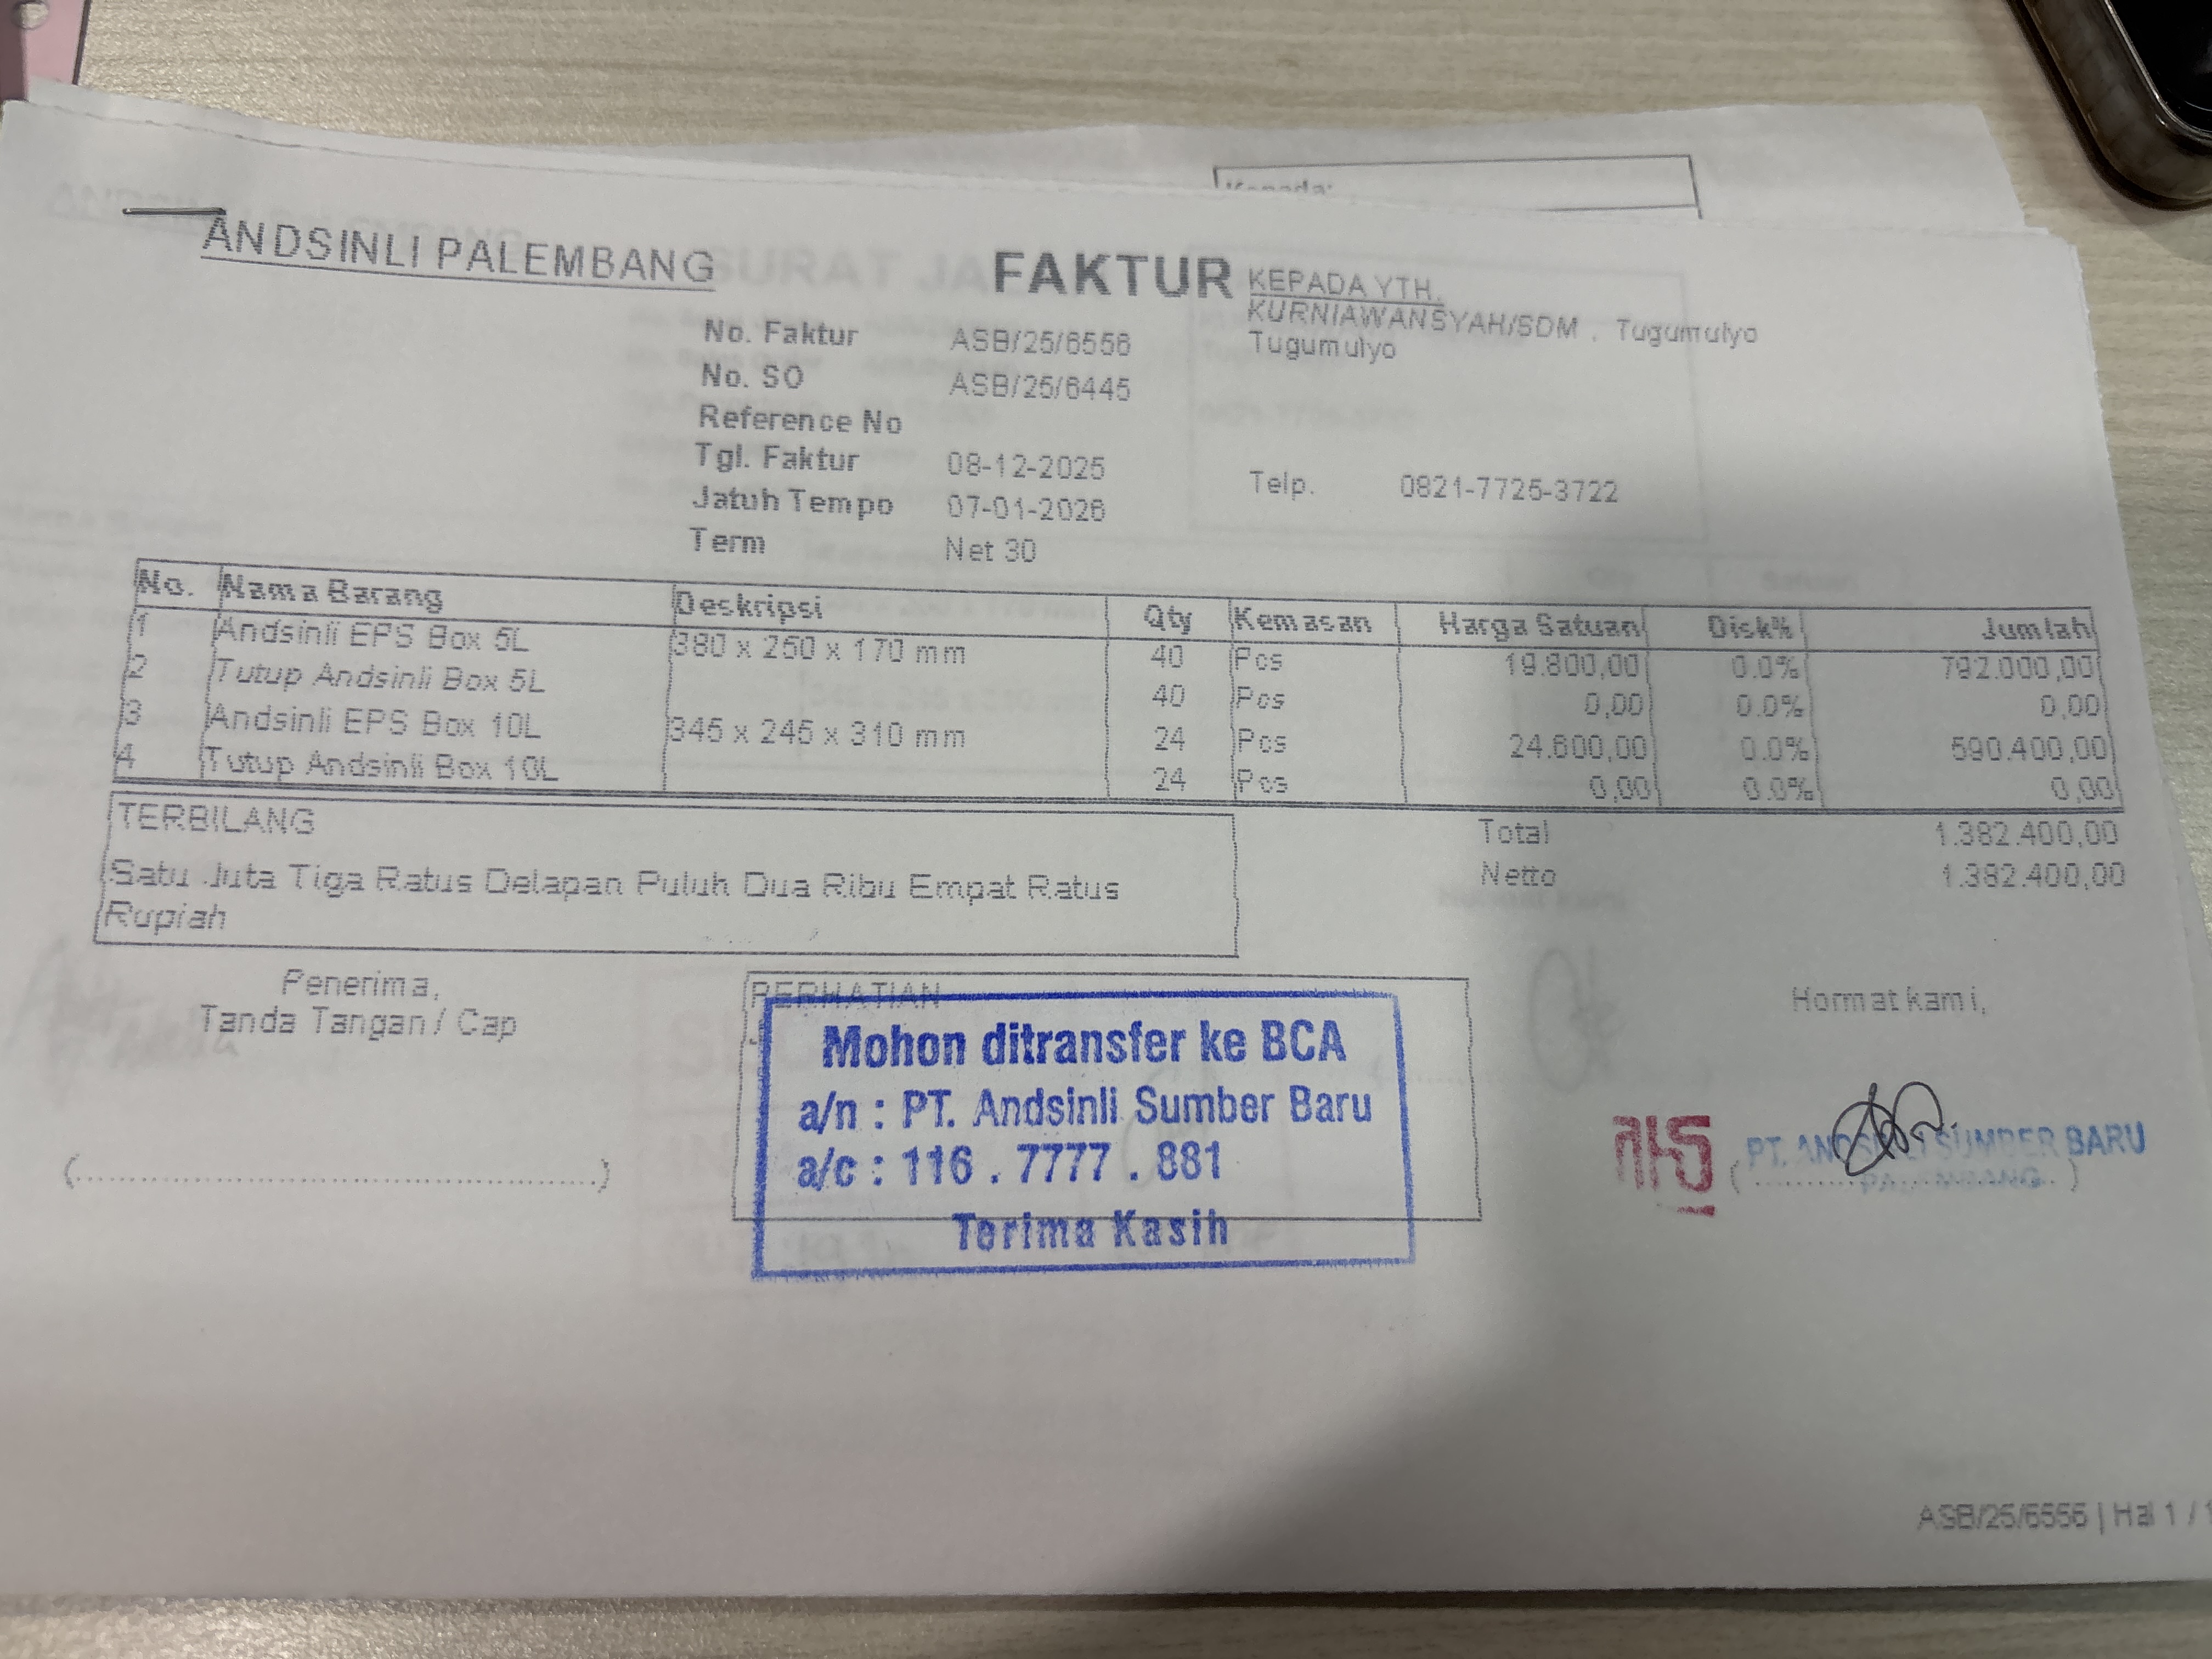 Kepada:
ANDSINLI PALEMBANG
FAKTUR
KEPADA YTH.
KURNIAWANSYAH/SDM . Tugumulyo
Tugumulyo
No. Faktur ASB/25/6556
No. SO ASB/25/6445
Reference No
Tgl. Faktur 08-12-2025
Jatuh Tempo 07-01-2026
Term Net 30
Telp. 0821-7725-3722
No. Nama Barang Deskripsi Qty Kemasan Harga Satuan Disk% Jumlah
1 Andsinli EPS Box 5L 380 x 250 x 170 mm 40 Pcs 19.800,00 0.0% 792.000,00
2 Tutup Andsinli Box 5L 40 Pcs 0,00 0.0% 0,00
3 Andsinli EPS Box 10L 345 x 245 x 310 mm 24 Pcs 24.600,00 0.0% 590.400,00
4 Tutup Andsinli Box 10L 24 Pcs 0,00 0.0% 0,00
TERBILANG
Satu Juta Tiga Ratus Delapan Puluh Dua Ribu Empat Ratus
Rupiah
Total 1.382.400,00
Netto 1.382.400,00
Penerima,
Tanda Tangan / Cap
PERHATIAN
Mohon ditransfer ke BCA
a/n : PT. Andsinli Sumber Baru
a/c : 116 . 7777 . 881
Terima Kasih
Hormat kami,
PT. ANDSINLI SUMBER BARU
PALEMBANG
ASB/25/6556 | Hal 1 / 1